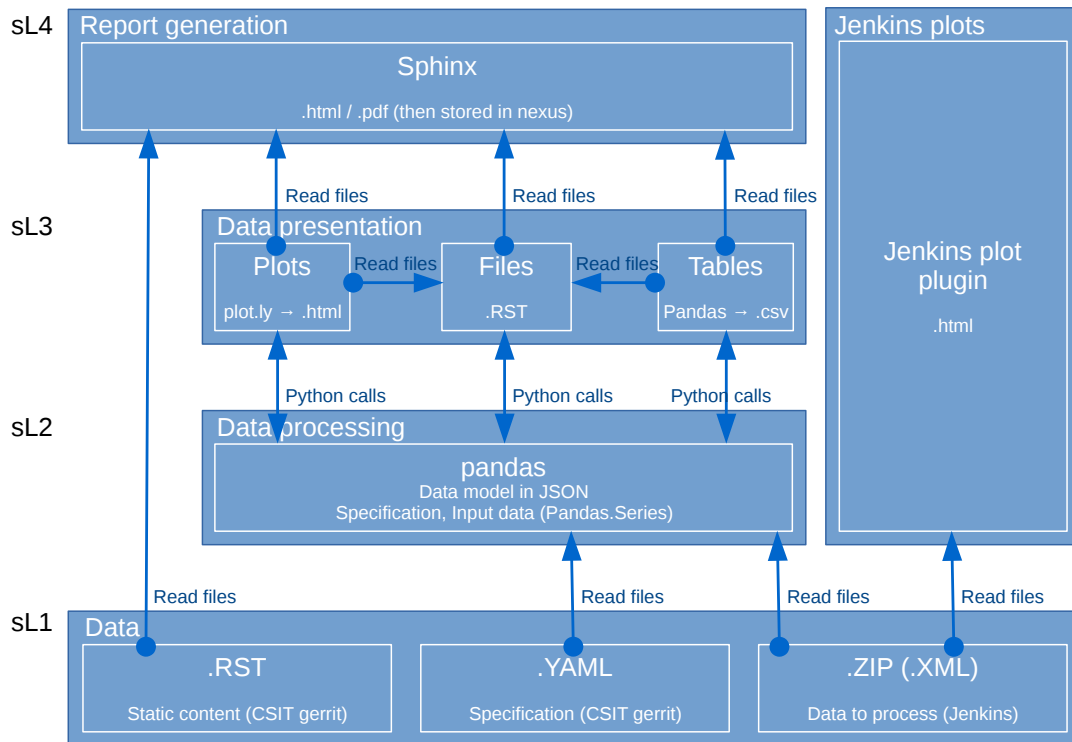 sL4
Report generation
Sphinx
.html / .pdf (then stored in nexus)
Jenkins plots
Jenkins plot
plugin
.html
Read files
Read files
Read files
sL3
Data presentation
Plots
plot.ly → .html
Read files
Files
.RST
Read files
Tables
Pandas → .csv
Python calls
Python calls
Python calls
sL2
Data processing
pandas
Data model in JSON
Specification, Input data (Pandas.Series)
Read files
Read files
Read files
Read files
sL1
Data
.RST
Static content (CSIT gerrit)
.YAML
Specification (CSIT gerrit)
.ZIP (.XML)
Data to process (Jenkins)